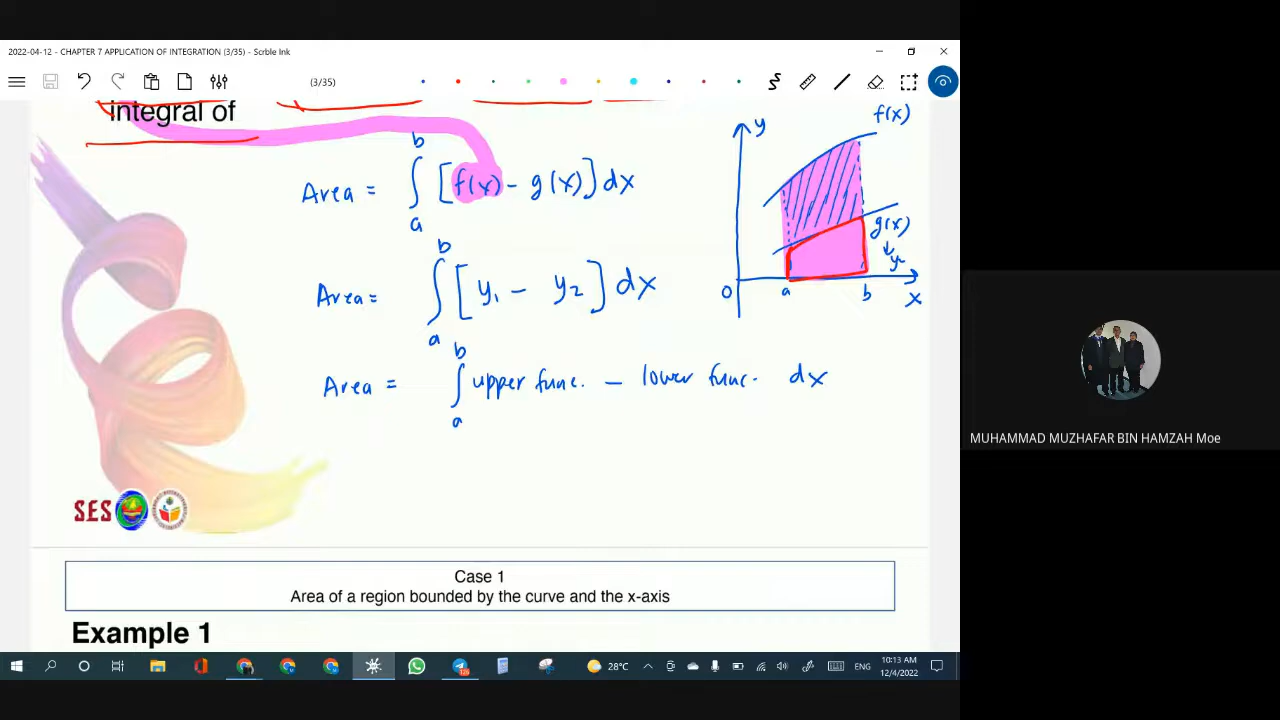 2022-04-12 - CHAPTER 7 APPLICATION OF INTEGRATION (3/35) - Scrble Ink
(3/35)
integral of
Area = ∫ₐᵇ [f(x) - g(x)] dx
Area = ∫ₐᵇ [y₁ - y₂] dx
Area = ∫ₐᵇ upper func. - lower func. dx
y
f(x)
g(x)
0
a
b
x
SES
Case 1
Area of a region bounded by the curve and the x-axis
Example 1
MUHAMMAD MUZHAFAR BIN HAMZAH Moe
28°C
ENG
10:13 AM
12/4/2022